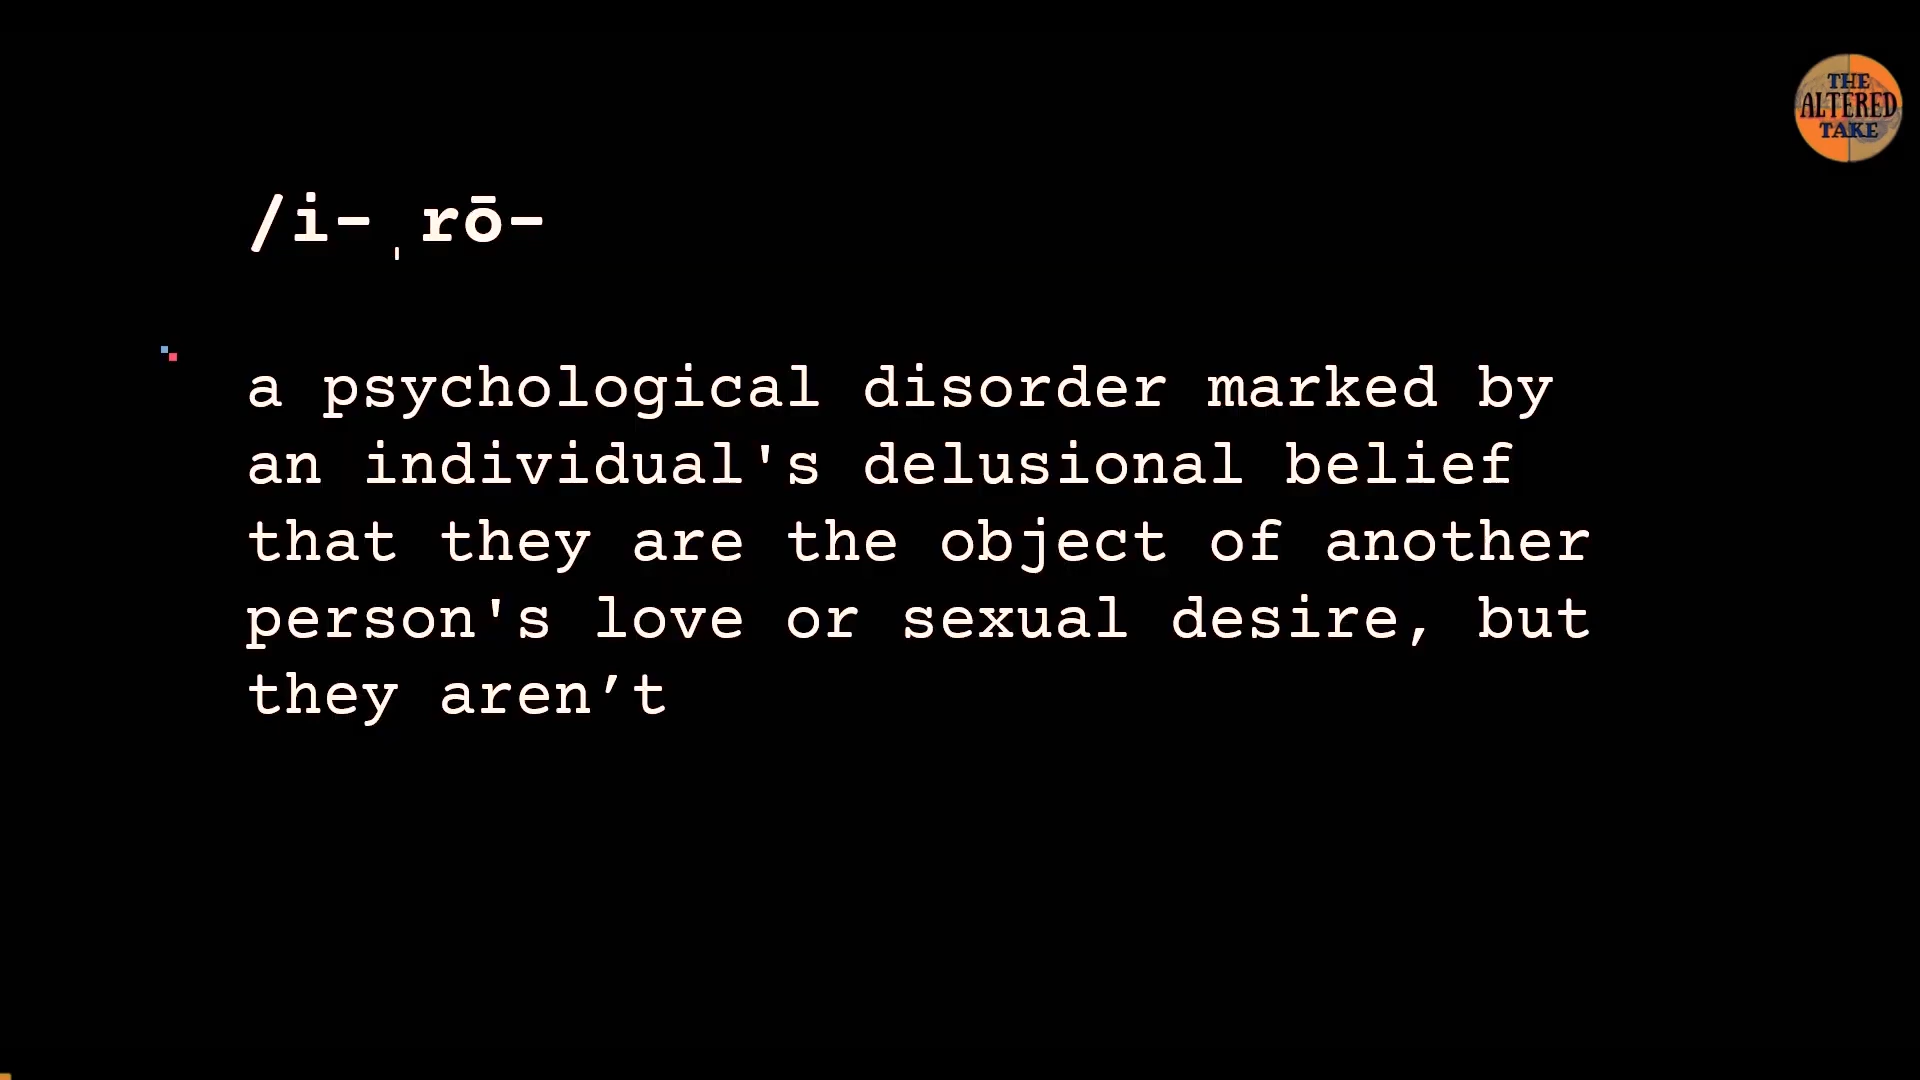 THE
ALTERED
TAKE
/i-ˌrō-
a psychological disorder marked by
an individual's delusional belief
that they are the object of another
person's love or sexual desire, but
they aren’t